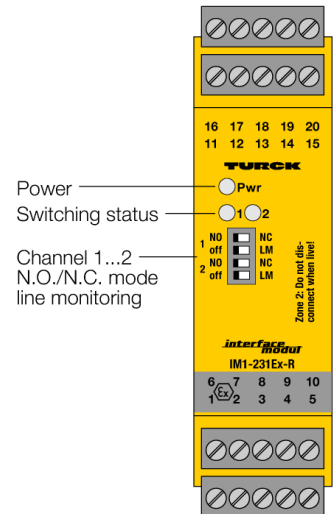 16 17 18 19 20
11 12 13 14 15
TURCK
Power
Pwr
Switching status
1 2
Channel 1...2
N.O./N.C. mode
line monitoring
1 NO NC
off LM
2 NO NC
off LM
Zone 2: Do not dis-
connect when live!
interface
modul
IM1-231Ex-R
6 7 8 9 10
Ex
1 2 3 4 5